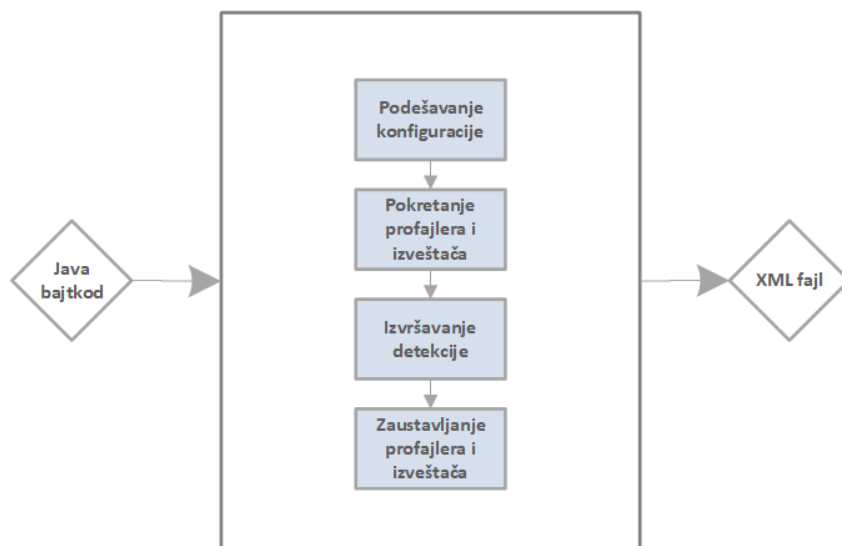 Java
bajtkod
Podešavanje
konfiguracije
Pokretanje
profajlera i
izveštača
Izvršavanje
detekcije
Zaustavljanje
profajlera i
izveštača
XML fajl